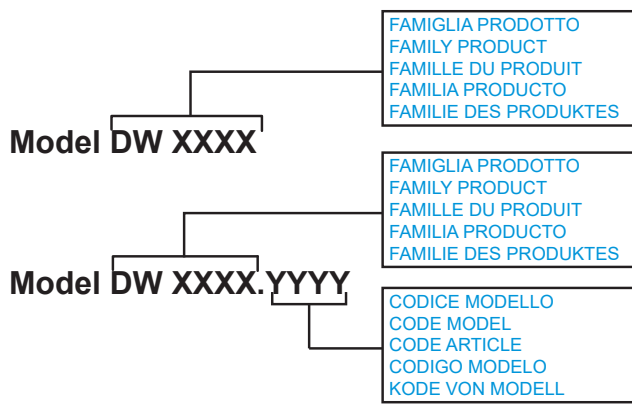 FAMIGLIA PRODOTTO
FAMILY PRODUCT
FAMILLE DU PRODUIT
FAMILIA PRODUCTO
FAMILIE DES PRODUKTES
Model DW XXXX
FAMIGLIA PRODOTTO
FAMILY PRODUCT
FAMILLE DU PRODUIT
FAMILIA PRODUCTO
FAMILIE DES PRODUKTES
Model DW XXXX.YYYY
CODICE MODELLO
CODE MODEL
CODE ARTICLE
CODIGO MODELO
KODE VON MODELL